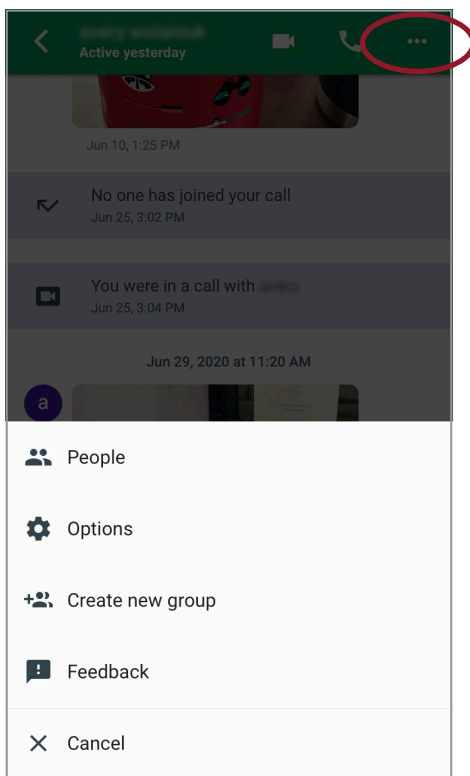 Active yesterday
Jun 10, 1:25 PM
No one has joined your call
Jun 25, 3:02 PM
You were in a call with
Jun 25, 3:04 PM
Jun 29, 2020 at 11:20 AM
a
People
Options
Create new group
Feedback
Cancel